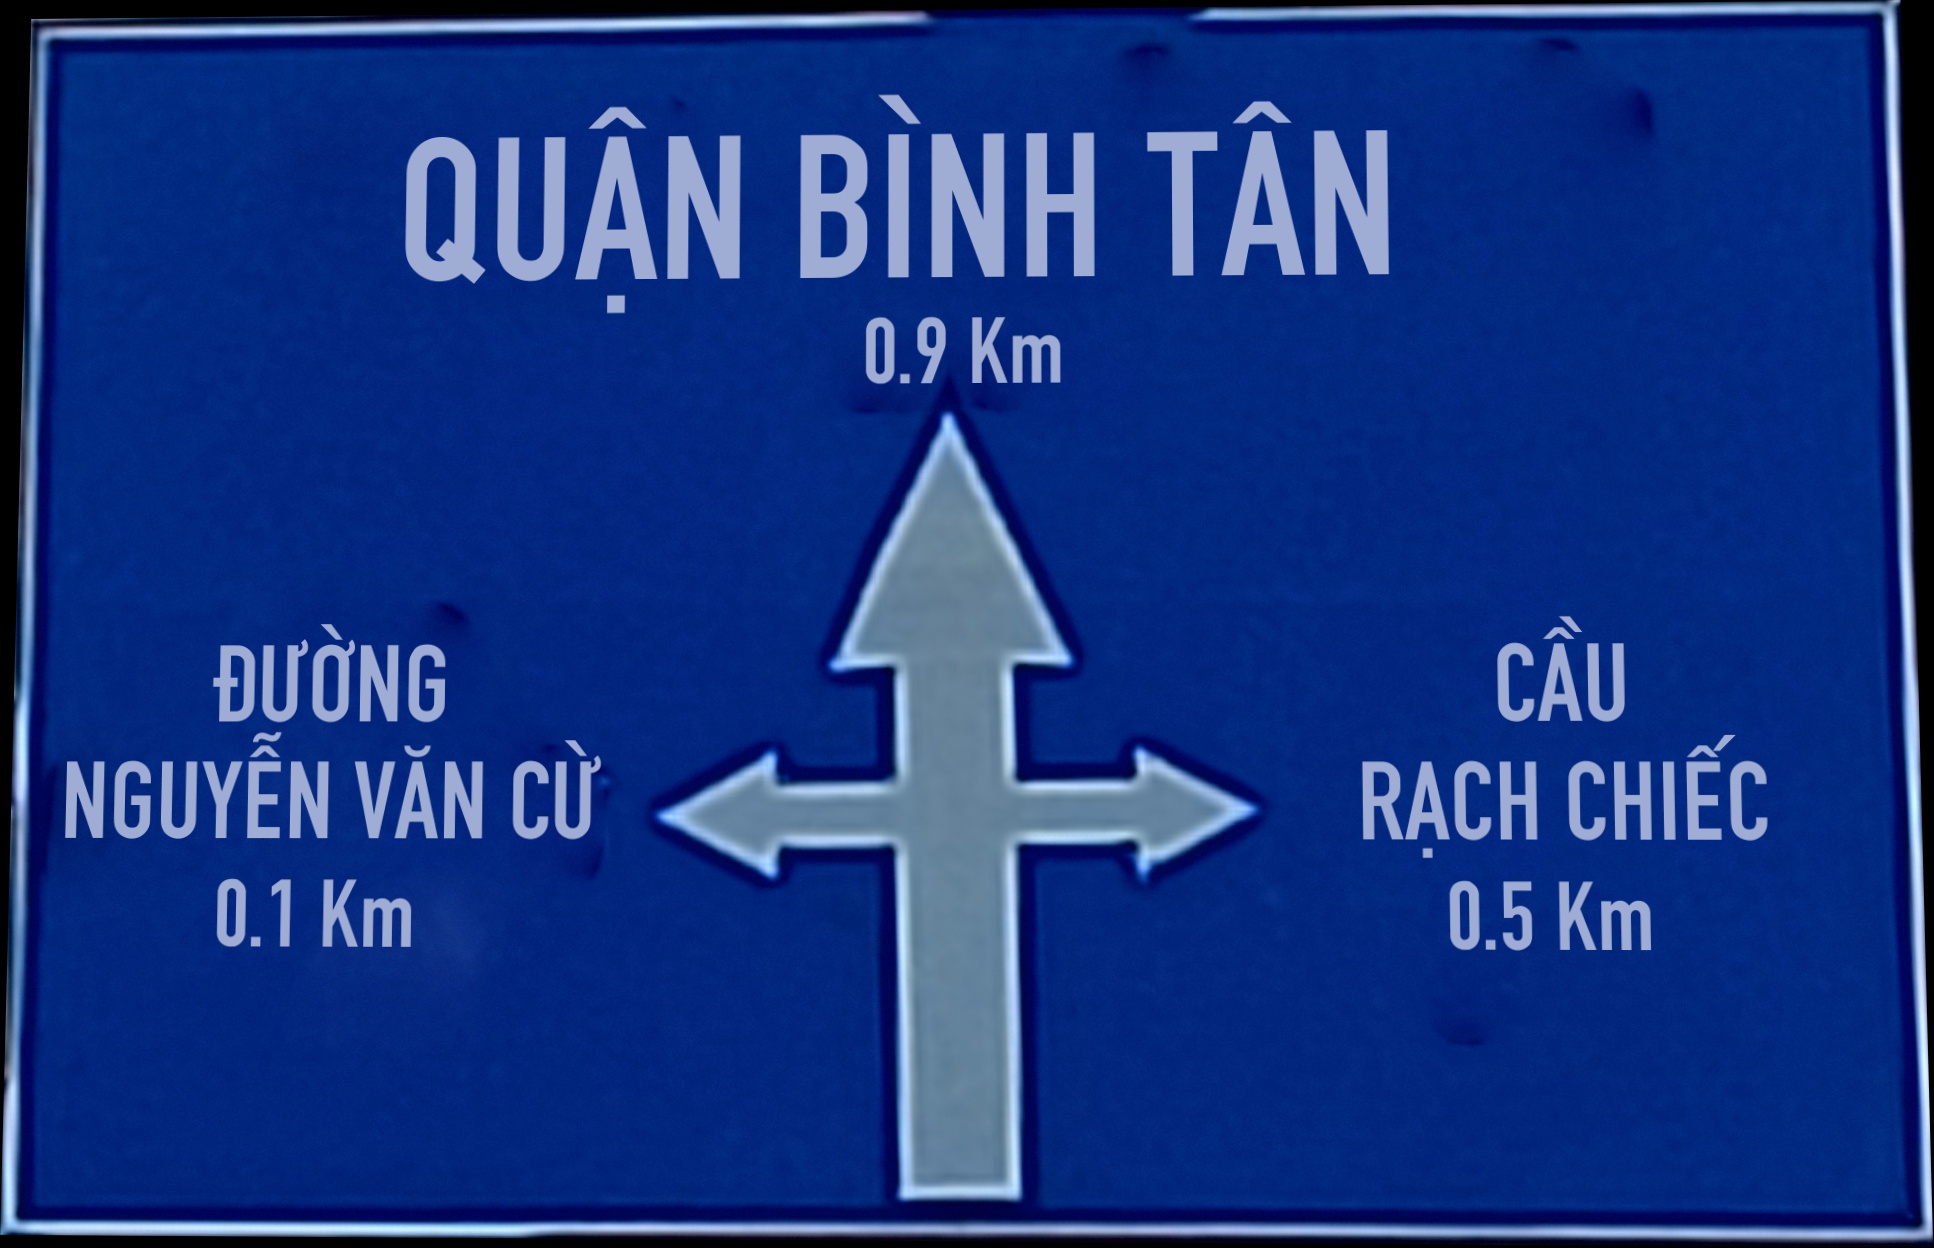 QUẬN BÌNH TÂN
0.9 Km
ĐƯỜNG
NGUYỄN VĂN CỪ
0.1 Km
CẦU
RẠCH CHIẾC
0.5 Km